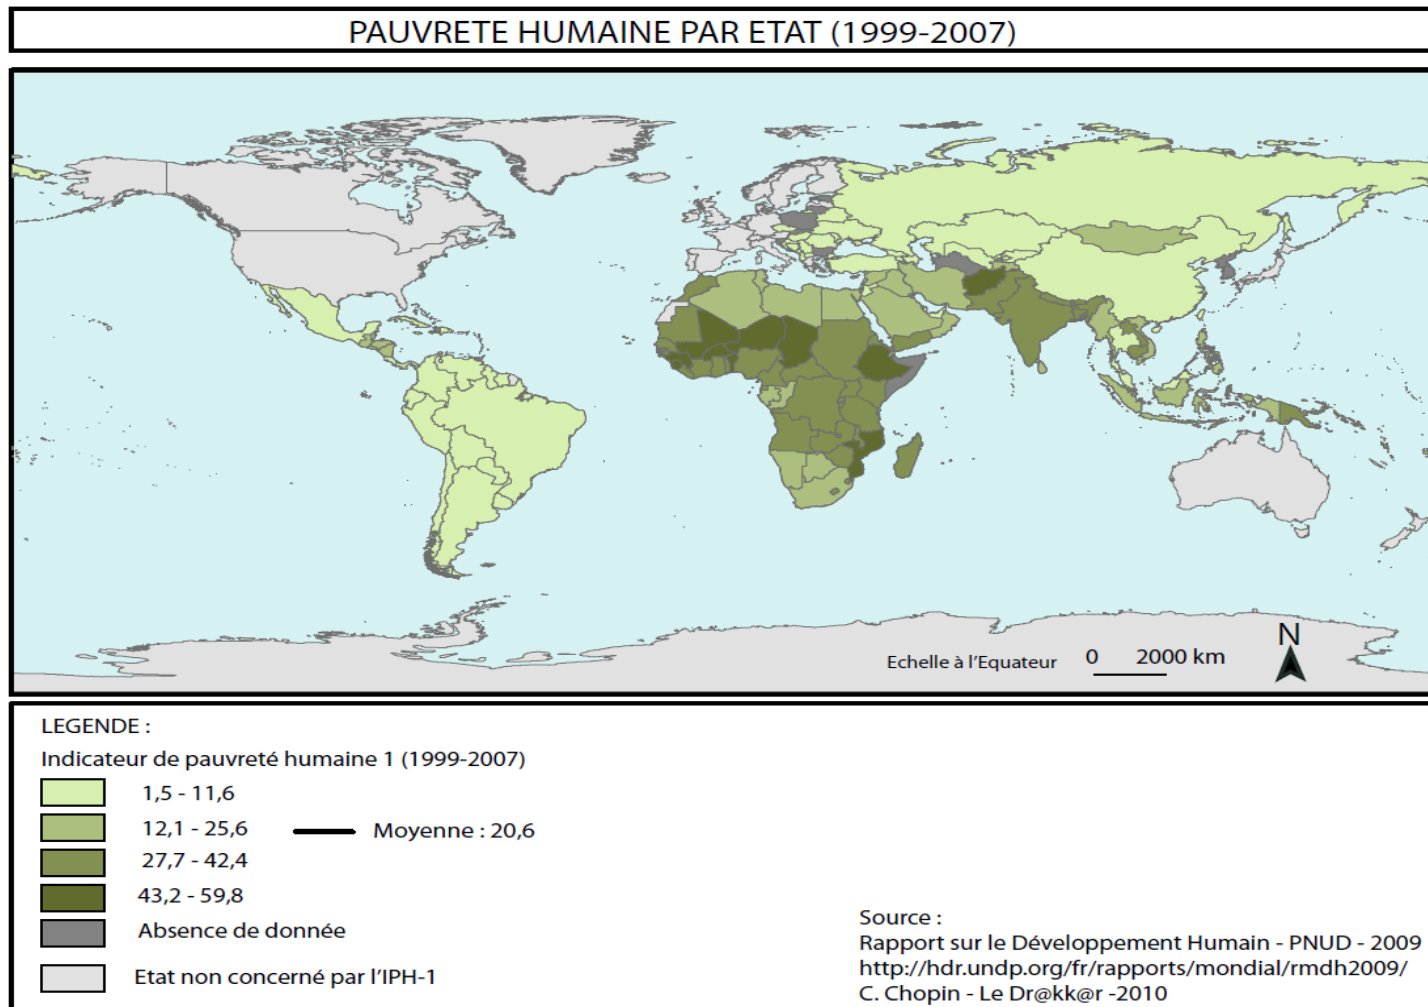 PAUVRETE HUMAINE PAR ETAT (1999-2007)
N
Echelle à l'Equateur 0 2000 km
LEGENDE :
Indicateur de pauvreté humaine 1 (1999-2007)
1,5 - 11,6
12,1 - 25,6 Moyenne : 20,6
27,7 - 42,4
43,2 - 59,8
Absence de donnée
Etat non concerné par l'IPH-1
Source :
Rapport sur le Développement Humain - PNUD - 2009
http://hdr.undp.org/fr/rapports/mondial/rmdh2009/
C. Chopin - Le Dr@kk@r -2010